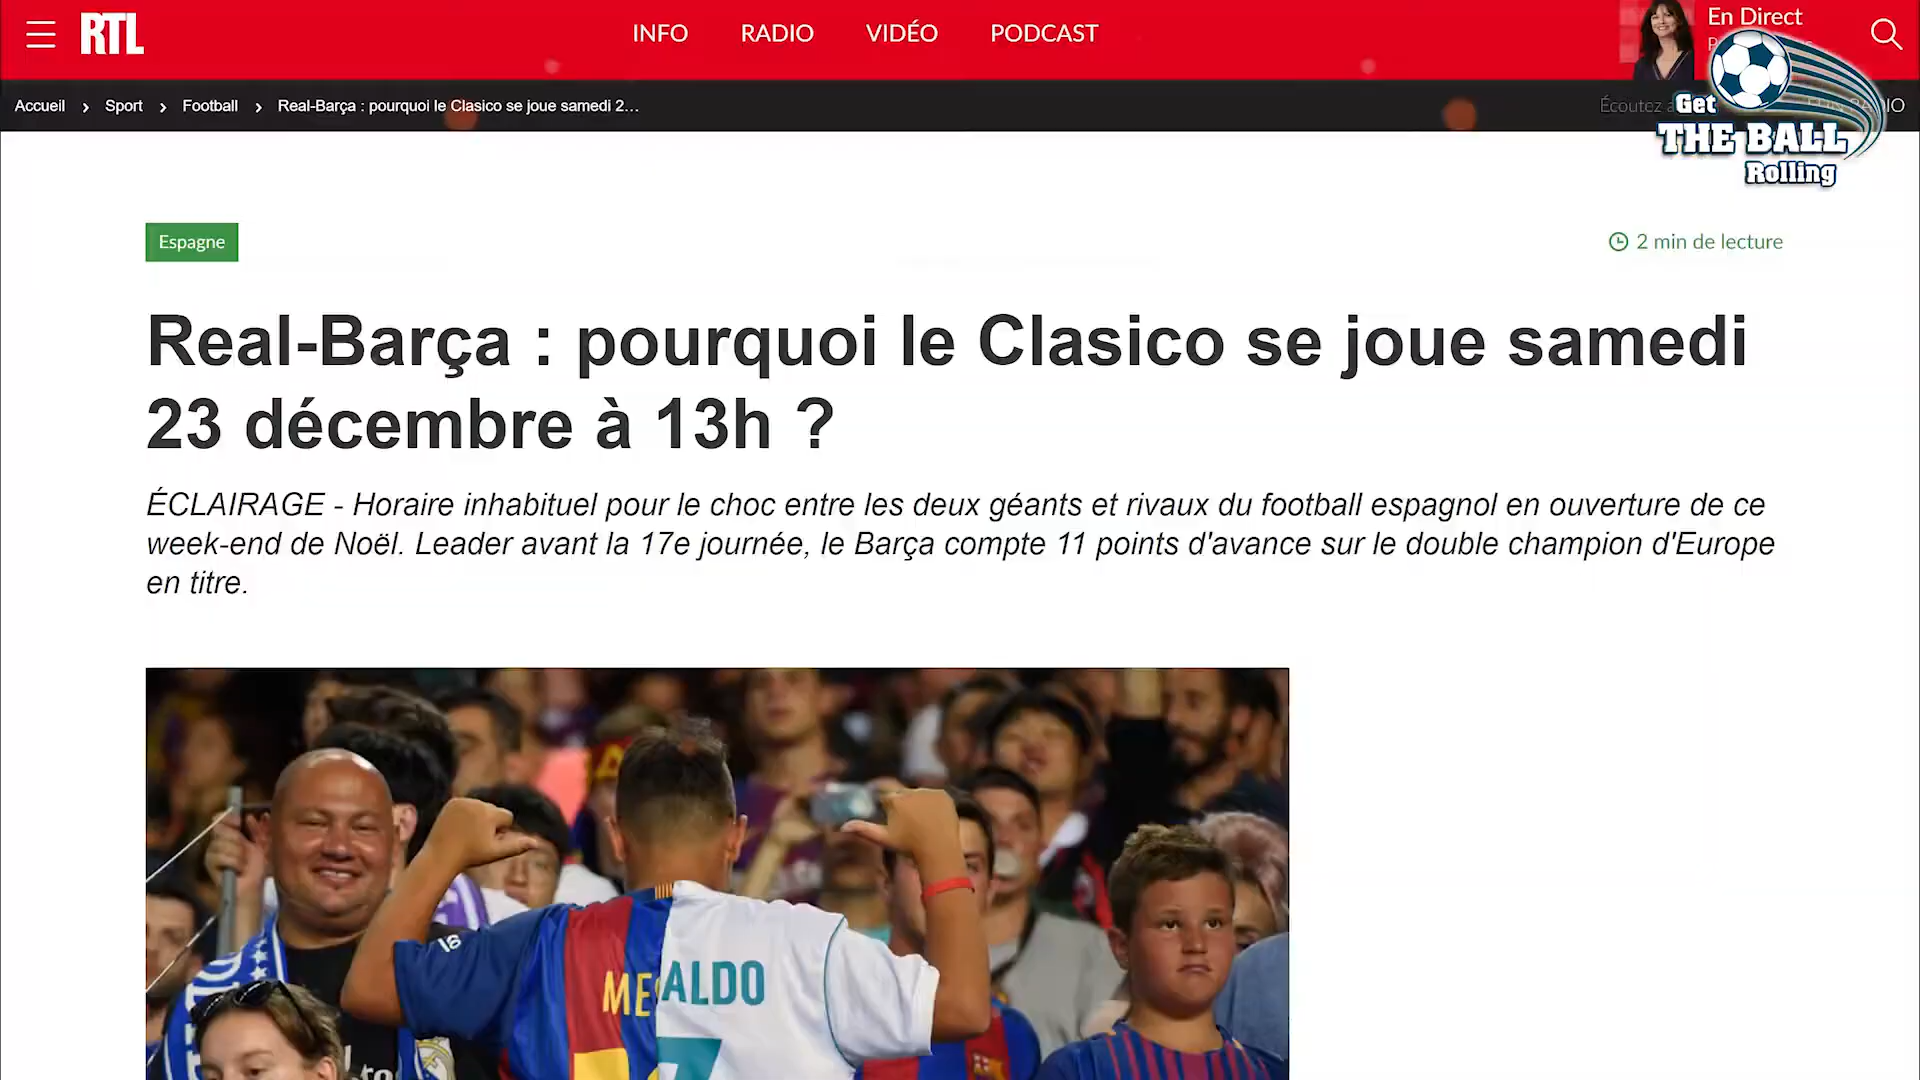 RTL
INFO
RADIO
VIDÉO
PODCAST
En Direct
Accueil
Sport
Football
Real-Barça : pourquoi le Clasico se joue samedi 2...
Écoutez
Get
THE BALL
Rolling
Espagne
2 min de lecture
Real-Barça : pourquoi le Clasico se joue samedi
23 décembre à 13h ?
ÉCLAIRAGE - Horaire inhabituel pour le choc entre les deux géants et rivaux du football espagnol en ouverture de ce
week-end de Noël. Leader avant la 17e journée, le Barça compte 11 points d'avance sur le double champion d'Europe
en titre.
MESALDO
7